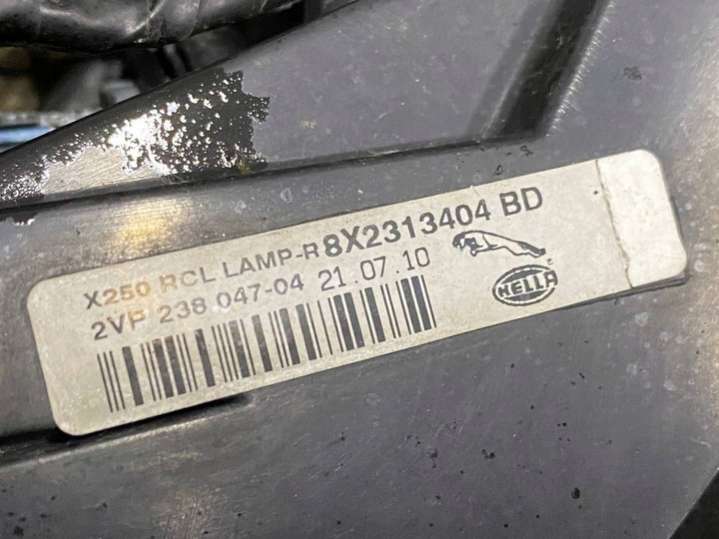 X250 RCL LAMP-R 8X2313404 BD
2VP 238 047-04 21.07.10
HELLA